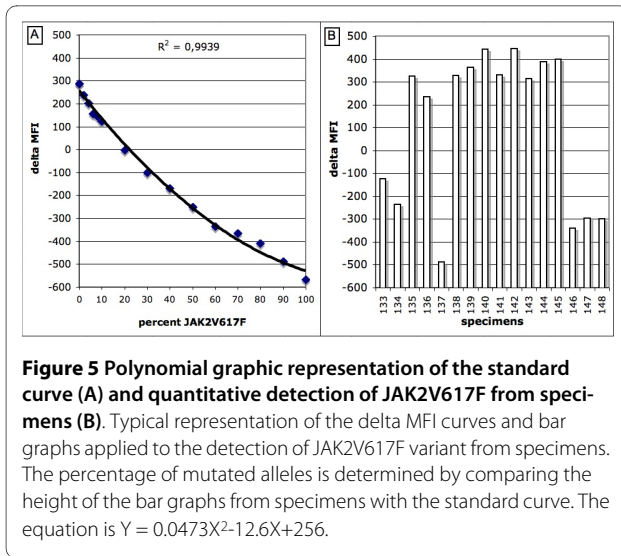 A
R² = 0,9939
delta MFI
500
400
300
200
100
0
-100
-200
-300
-400
-500
-600
0 10 20 30 40 50 60 70 80 90 100
percent JAK2V617F
B
delta MFI
500
400
300
200
100
0
-100
-200
-300
-400
-500
-600
133 134 135 136 137 138 139 140 141 142 143 144 145 146 147 148
specimens
Figure 5 Polynomial graphic representation of the standard
curve (A) and quantitative detection of JAK2V617F from speci-
mens (B). Typical representation of the delta MFI curves and bar
graphs applied to the detection of JAK2V617F variant from specimens.
The percentage of mutated alleles is determined by comparing the
height of the bar graphs from specimens with the standard curve. The
equation is Y = 0.0473X²-12.6X+256.